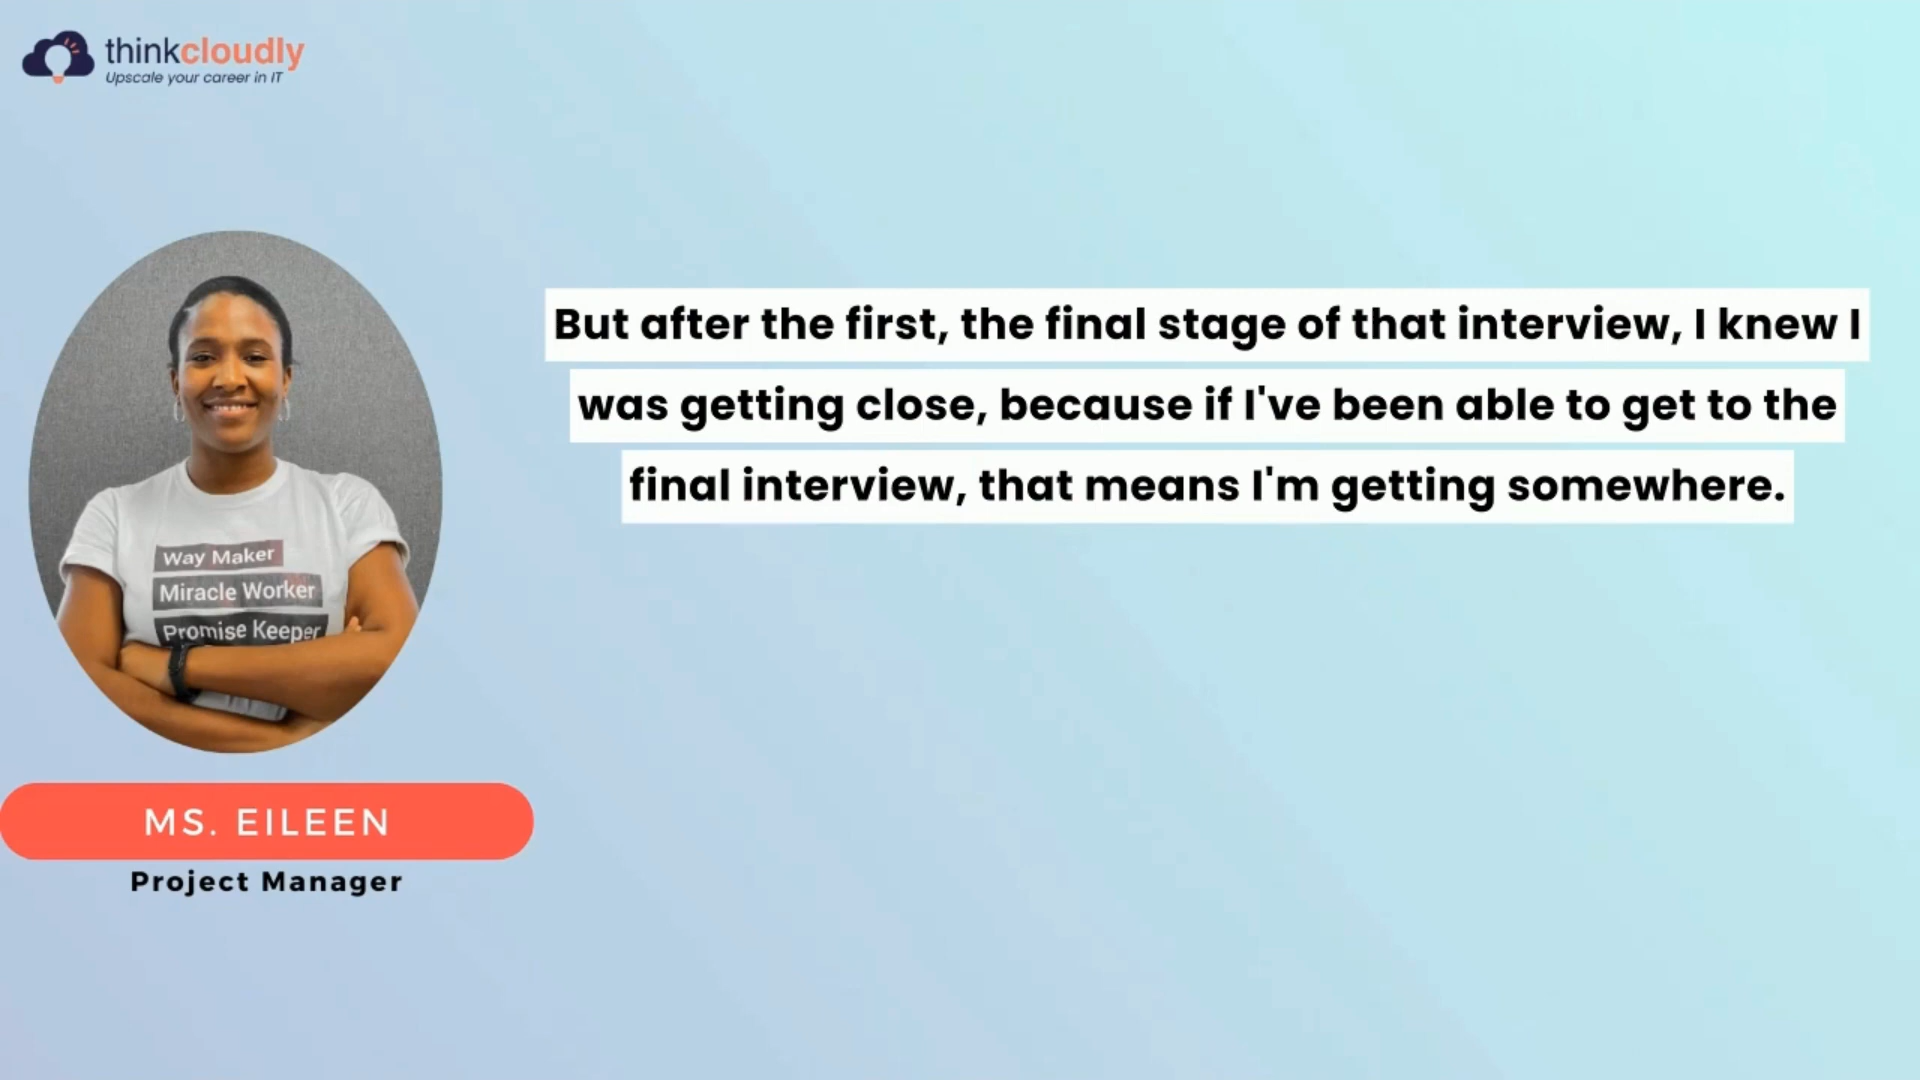 thinkcloudly
Upscale your career in IT
But after the first, the final stage of that interview, I knew I
was getting close, because if I've been able to get to the
final interview, that means I'm getting somewhere.
Way Maker
Miracle Worker
Promise Keeper
MS. EILEEN
Project Manager